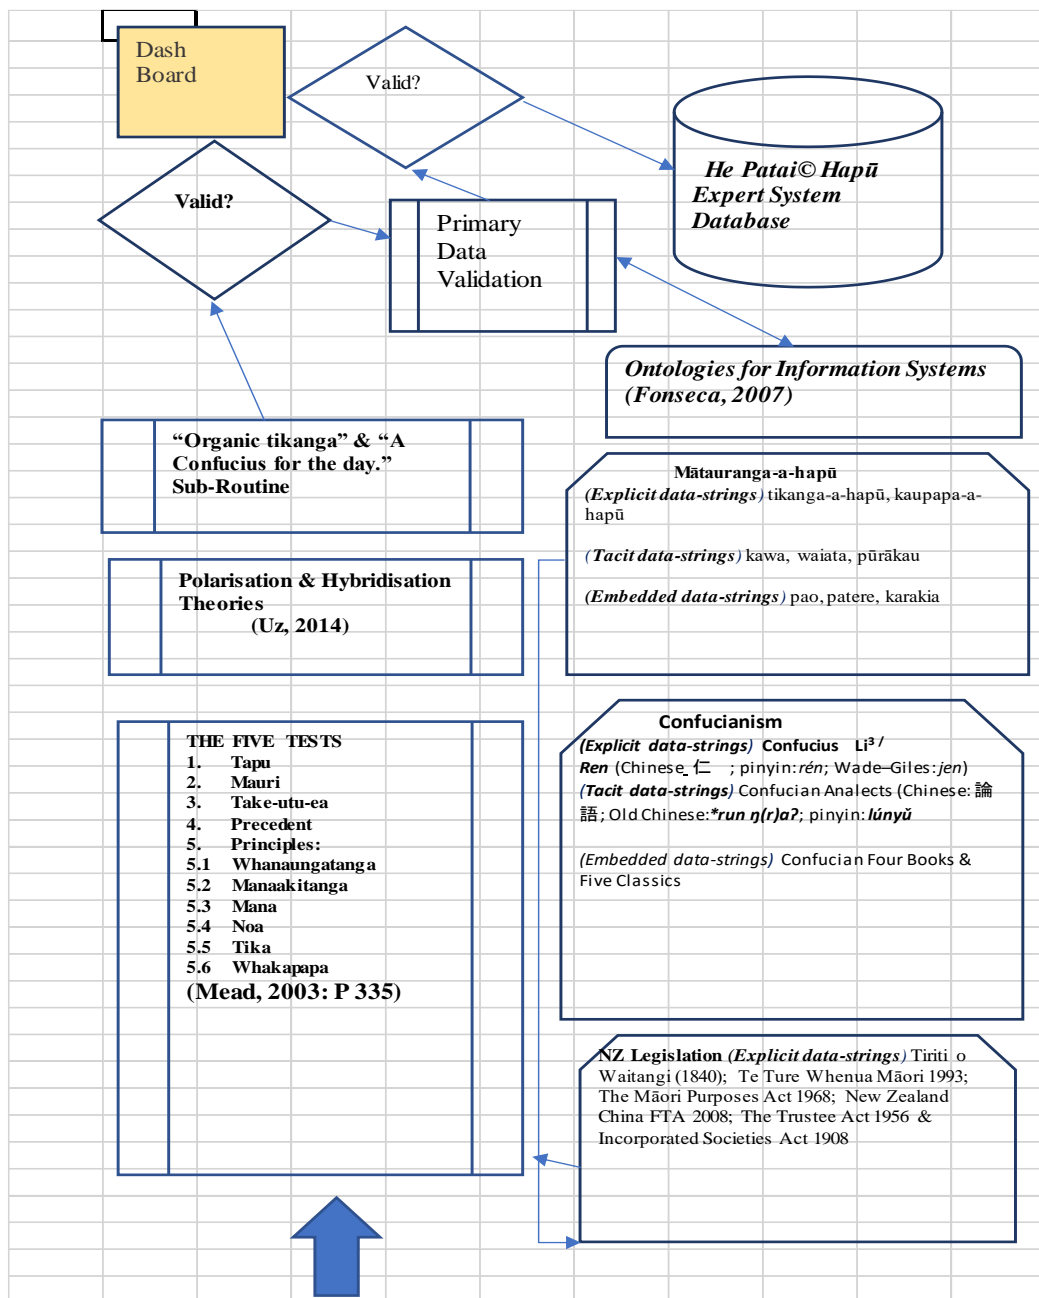 Dash
Board
Valid?
He Patai© Hapū
Expert System
Database
Valid?
Primary
Data
Validation
Ontologies for Information Systems
(Fonseca, 2007)
“Organic tikanga” & “A
Confucius for the day.”
Sub-Routine
Mātauranga-a-hapū
(Explicit data-strings) tikanga-a-hapū, kaupapa-a-
hapū
(Tacit data-strings) kawa, waiata, pūrākau
(Embedded data-strings) pao, patere, karakia
Polarisation & Hybridisation
Theories
(Uz, 2014)
Confucianism
(Explicit data-strings) Confucius Li³ /
Ren (Chinese 仁 ; pinyin: rén; Wade–Giles: jen)
(Tacit data-strings) Confucian Analects (Chinese: 論
語; Old Chinese: *run ŋ(r)aʔ; pinyin: lúnyǔ
(Embedded data-strings) Confucian Four Books &
Five Classics
THE FIVE TESTS
1. Tapu
2. Mauri
3. Take-utu-ea
4. Precedent
5. Principles:
5.1 Whanaungatanga
5.2 Manaakitanga
5.3 Mana
5.4 Noa
5.5 Tika
5.6 Whakapapa
(Mead, 2003: P 335)
NZ Legislation (Explicit data-strings) Tiriti o
Waitangi (1840); Te Ture Whenua Māori 1993;
The Māori Purposes Act 1968; New Zealand
China FTA 2008; The Trustee Act 1956 &
Incorporated Societies Act 1908